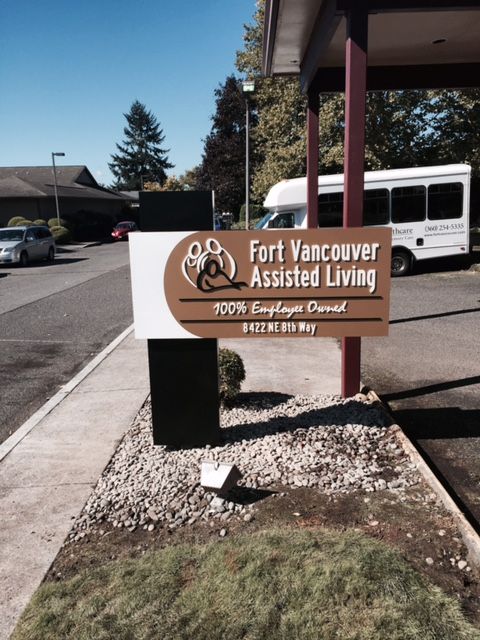 Fort Vancouver
Assisted Living
100% Employee Owned
8422 NE 8th Way
(360) 254-5335